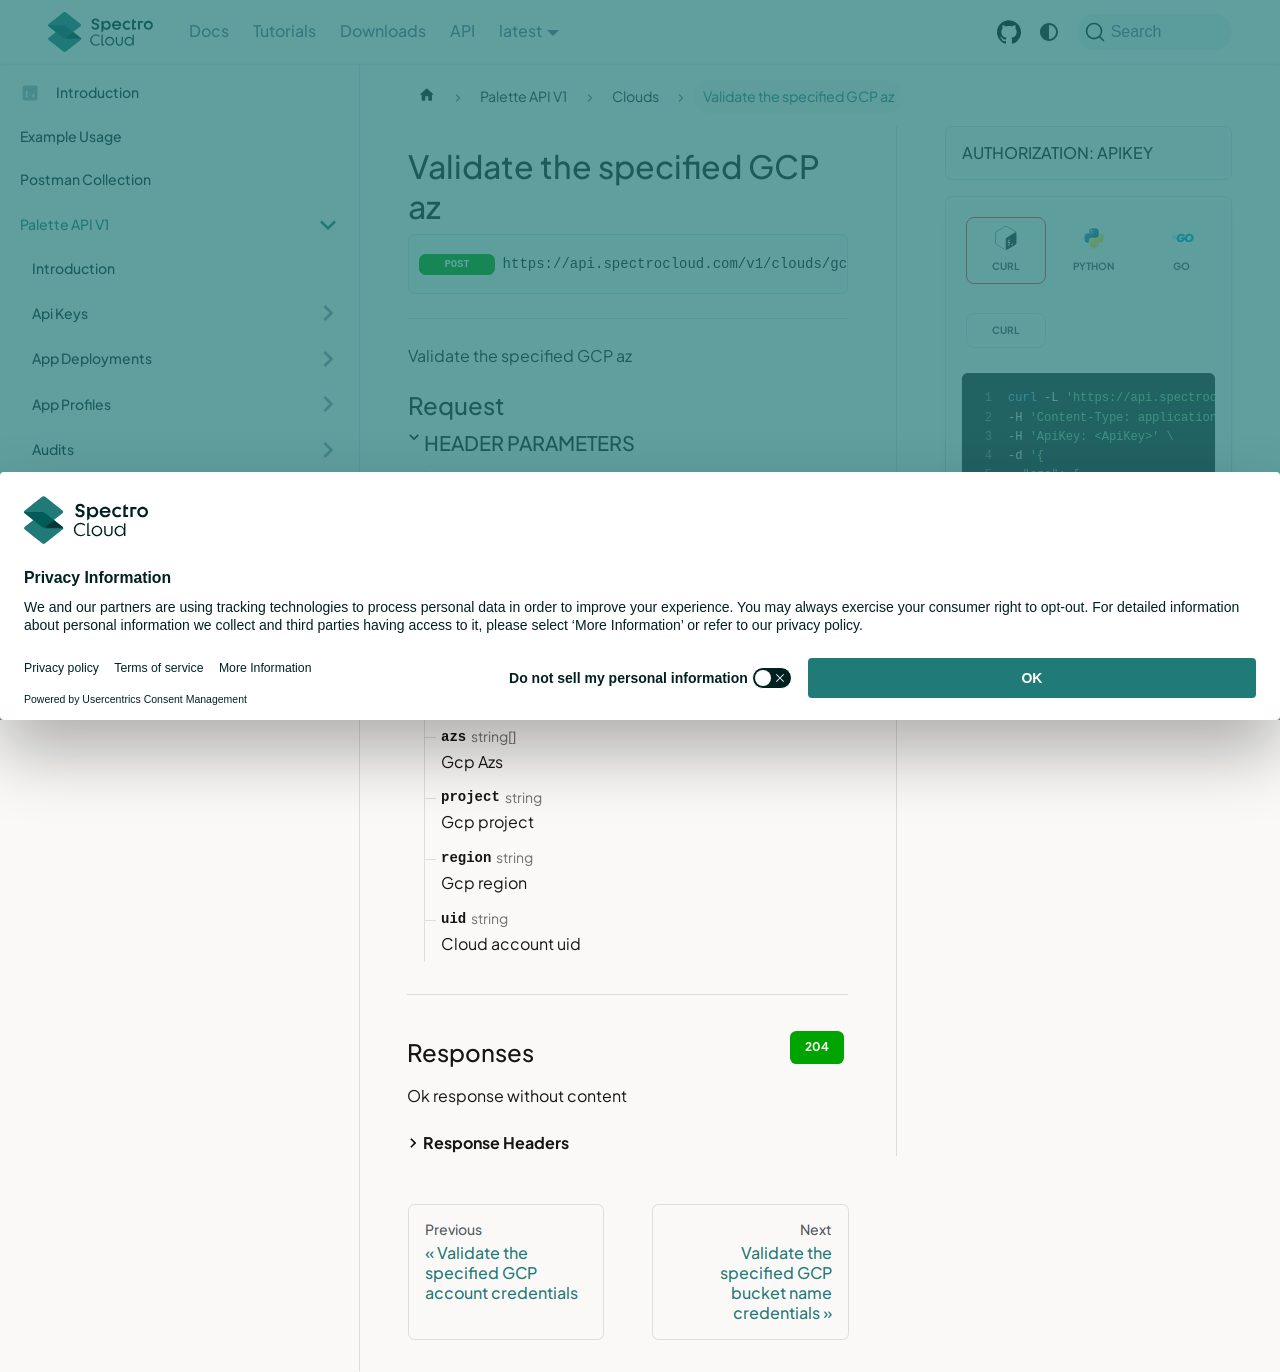 Spectro
Cloud
Docs
Tutorials
Downloads
API
latest
Search
Introduction
Example Usage
Postman Collection
Palette API V1
Introduction
Api Keys
App Deployments
App Profiles
Audits
Palette API V1
Clouds
Validate the specified GCP az
Validate the specified GCP
az
POST
https://api.spectrocloud.com/v1/clouds/gc
Validate the specified GCP az
Request
HEADER PARAMETERS
AUTHORIZATION: APIKEY
CURL
PYTHON
GO
CURL
1 curl -L 'https://api.spectroc
2 -H 'Content-Type: application
3 -H 'ApiKey: <ApiKey>' \
4 -d '{
Spectro
Cloud
Privacy Information
We and our partners are using tracking technologies to process personal data in order to improve your experience. You may always exercise your consumer right to opt-out. For detailed information
about personal information we collect and third parties having access to it, please select ‘More Information’ or refer to our privacy policy.
Privacy policy
Terms of service
More Information
Powered by Usercentrics Consent Management
Do not sell my personal information
OK
azs string[]
Gcp Azs
project string
Gcp project
region string
Gcp region
uid string
Cloud account uid
Responses
204
Ok response without content
Response Headers
Previous
« Validate the
specified GCP
account credentials
Next
Validate the
specified GCP
bucket name
credentials »